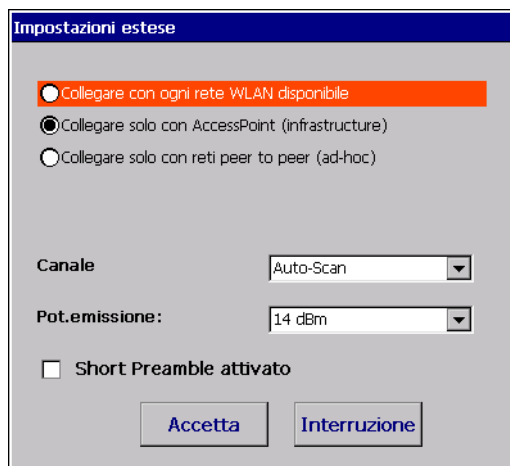 Impostazioni estese
Collegare con ogni rete WLAN disponibile
Collegare solo con AccessPoint (infrastructure)
Collegare solo con reti peer to peer (ad-hoc)
Canale Auto-Scan
Pot.emissione: 14 dBm
Short Preamble attivato
Accetta Interruzione